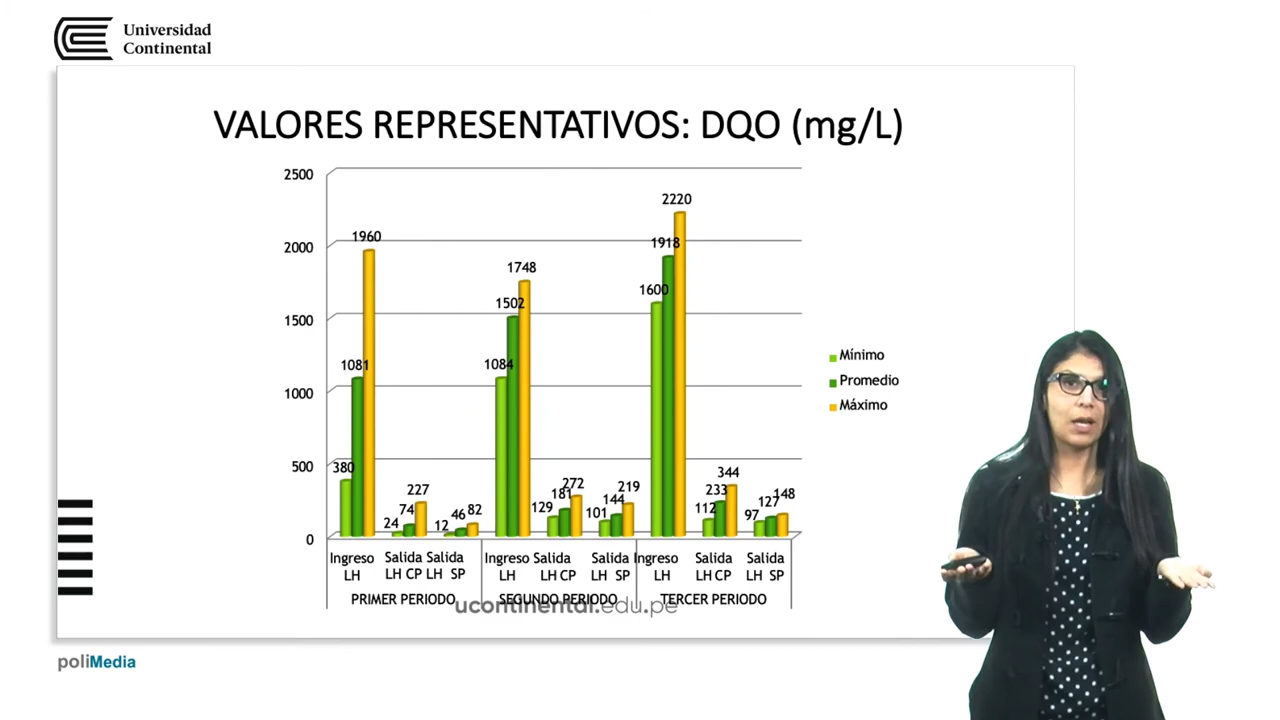 Universidad
Continental
VALORES REPRESENTATIVOS: DQO (mg/L)
2500
2000
1500
1000
500
0
380
1081
1960
24
74
227
12
46
82
1084
1502
1748
129
181
272
101
144
219
1600
1918
2220
112
233
344
97
127
148
Ingreso LH
Salida LH CP
Salida LH SP
Ingreso LH
Salida LH CP
Salida LH SP
Ingreso LH
Salida LH CP
Salida LH SP
PRIMER PERIODO
SEGUNDO PERIODO
TERCER PERIODO
Mínimo
Promedio
Máximo
ucontinental.edu.pe
poliMedia